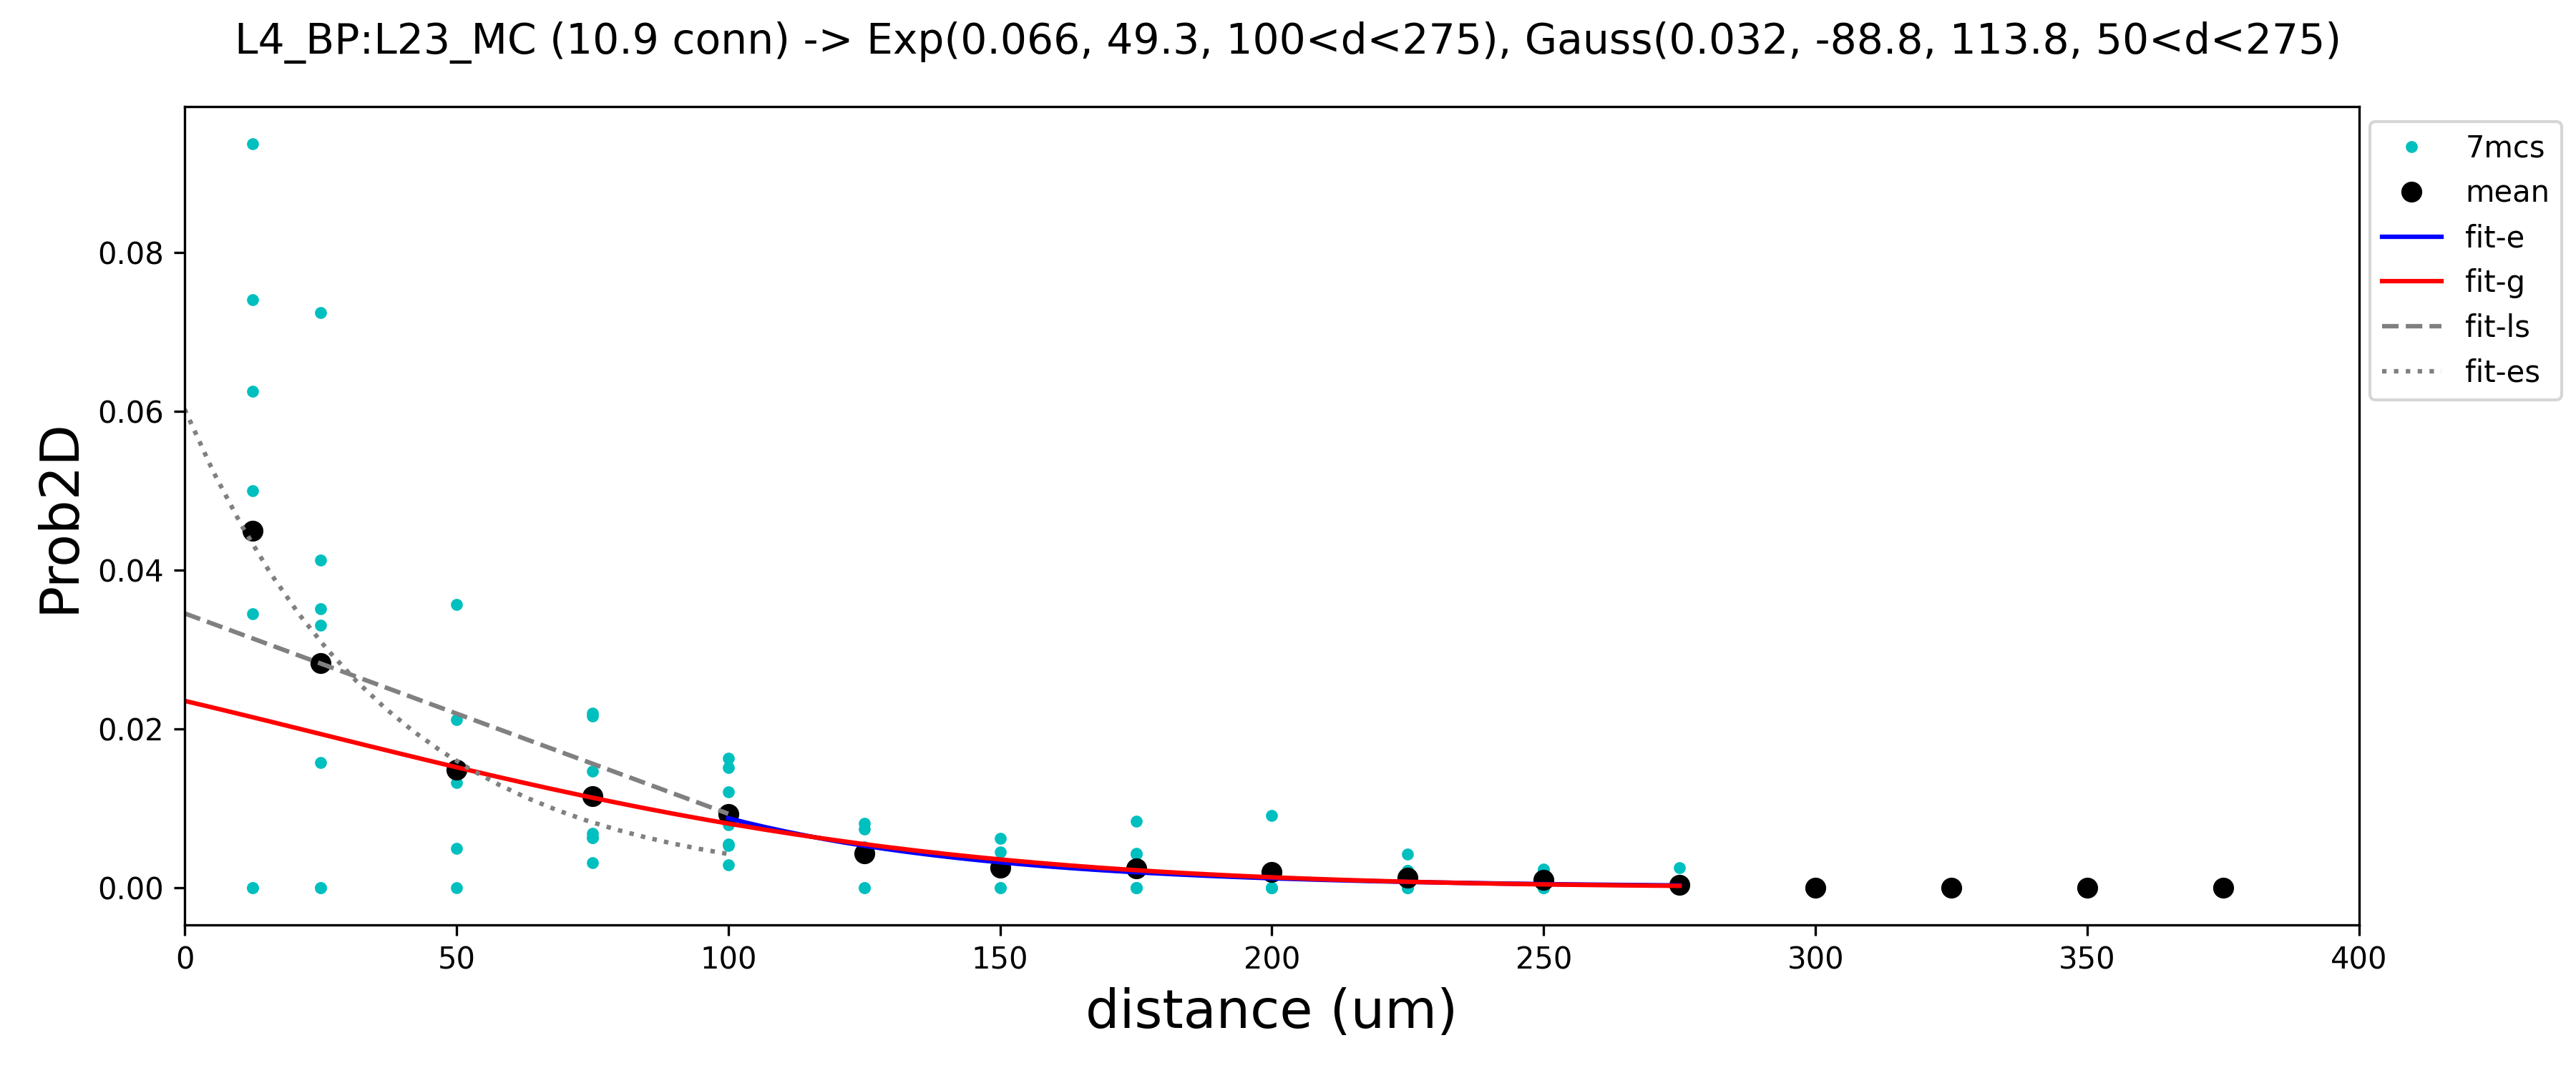 L4_BP:L23_MC (10.9 conn) -> Exp(0.066, 49.3, 100<d<275), Gauss(0.032, -88.8, 113.8, 50<d<275)
7mcs
mean
fit-e
fit-g
fit-ls
fit-es
Prob2D
0.08
0.06
0.04
0.02
0.00
0 50 100 150 200 250 300 350 400
distance (um)